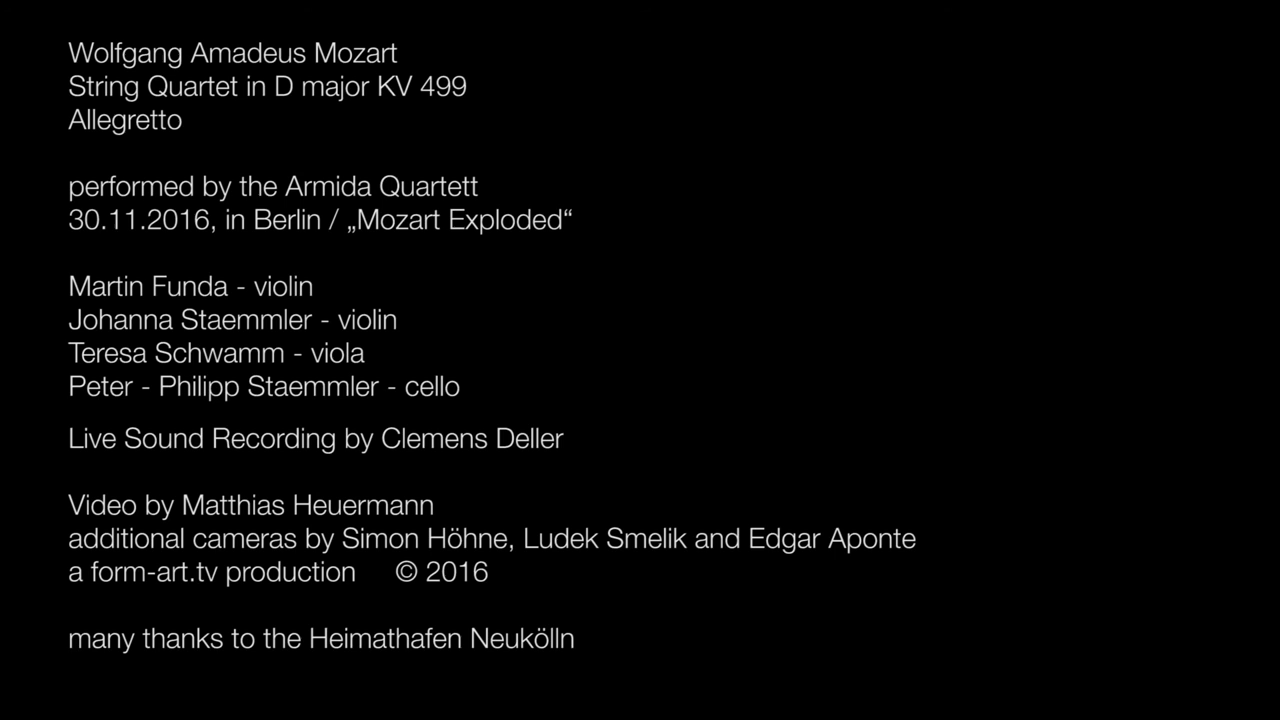 Wolfgang Amadeus Mozart
String Quartet in D major KV 499
Allegretto
performed by the Armida Quartett
30.11.2016, in Berlin / „Mozart Exploded“
Martin Funda - violin
Johanna Staemmler - violin
Teresa Schwamm - viola
Peter - Philipp Staemmler - cello
Live Sound Recording by Clemens Deller
Video by Matthias Heuermann
additional cameras by Simon Höhne, Ludek Smelik and Edgar Aponte
a form-art.tv production © 2016
many thanks to the Heimathafen Neukölln